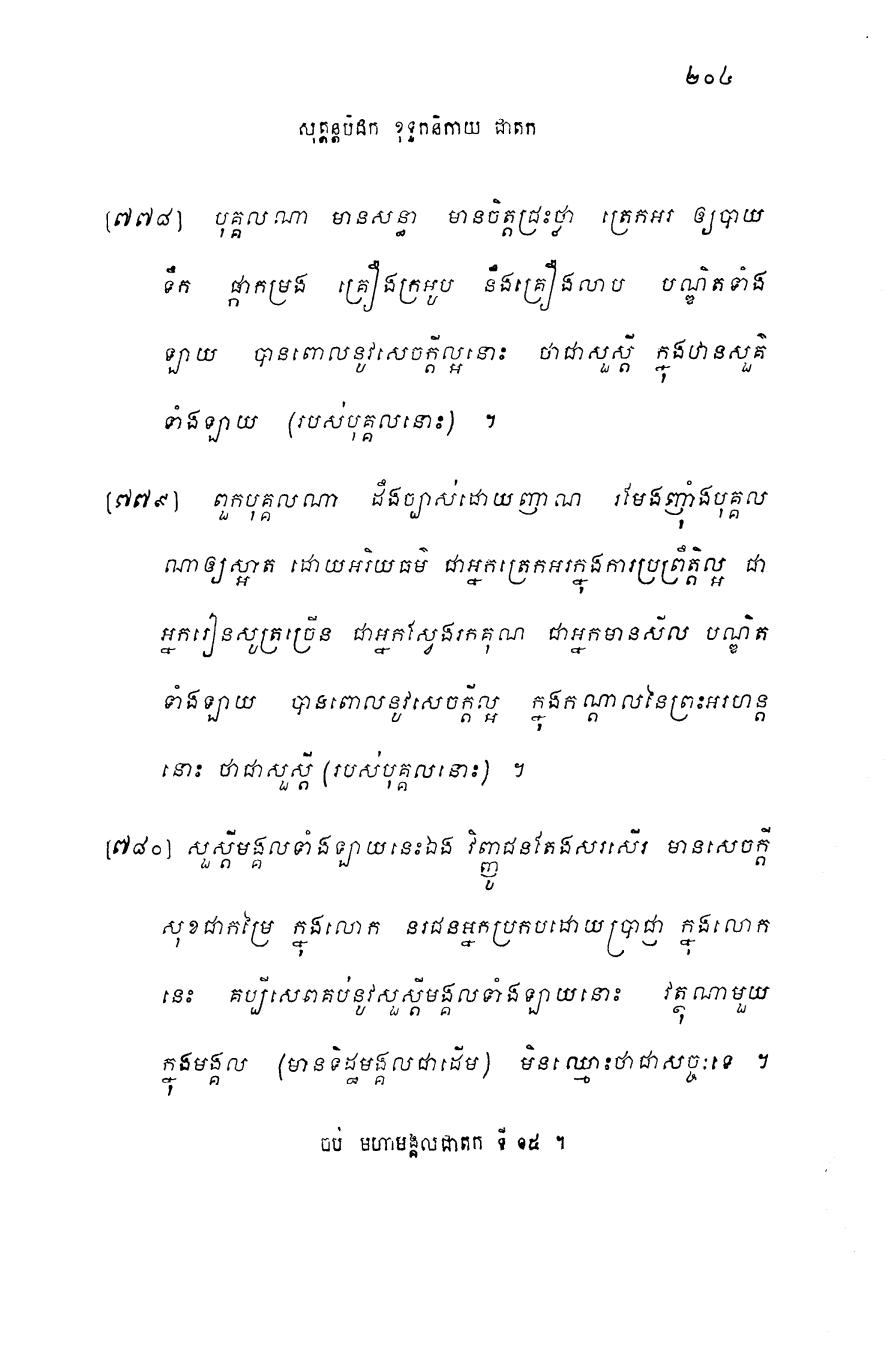 ២០៤
សុត្តន្តបិដក ខុទ្ទកនិកាយ ជាតក
[៧៧៨] បុគ្គលណា មានសទ្ធា មានចិត្តជ្រះថ្លា ត្រេកអរ ឲ្យបាយ
ទឹក ផ្កាកម្រង គ្រឿងក្រអូប នឹងគ្រឿងលាប បណ្ឌិតទាំង
ឡាយ បានពោលនូវសេចក្តីល្អនោះ ថាជាសួស្តី ក្នុងឋានសួគ៌
ទាំងឡាយ (របស់បុគ្គលនោះ) ។
[៧៧៩] ពួកបុគ្គលណា ដឹងច្បាស់ដោយញាណ រមែងញ៉ាំងបុគ្គល
ណាឲ្យស្អាត ដោយអរិយធម៌ ជាអ្នកត្រេកអរក្នុងការប្រព្រឹត្តិល្អ ជា
អ្នករៀនសូត្រច្រើន ជាអ្នកស្វែងរកគុណ ជាអ្នកមានសីល បណ្ឌិត
ទាំងឡាយ បានពោលនូវសេចក្តីល្អ ក្នុងកណ្តាលនៃព្រះអរហន្ត
នោះ ថាជាសួស្តី (របស់បុគ្គលនោះ) ។
[៧៨០] សួស្តីមង្គលទាំងឡាយនេះឯង វិញ្ញូជនតែងសរសើរ មានសេចក្តី
សុខជាកម្រៃ ក្នុងលោក នរជនអ្នកប្រកបដោយប្រាជ្ញា ក្នុងលោក
នេះ គប្បីសេពគប់នូវសួស្តីមង្គលទាំងឡាយនោះ វត្ថុណាមួយ
ក្នុងមង្គល (មានទិដ្ឋមង្គលជាដើម) មិនឈ្មោះថាជាសច្ចៈទេ ។
ចប់ មហាមង្គលជាតក ទី ១៥ ។